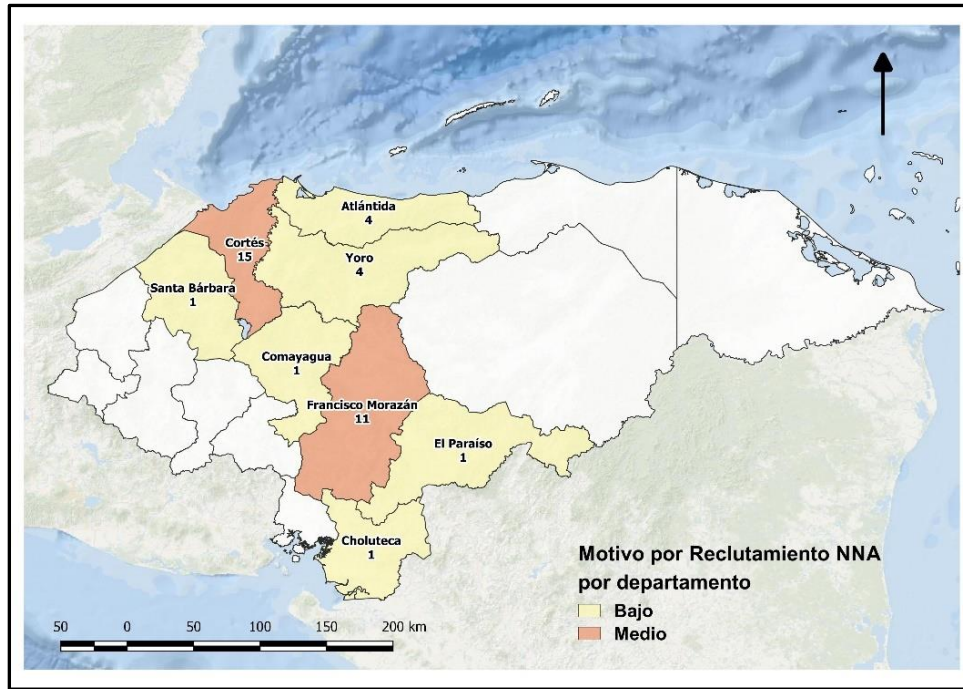 Atlántida
4
Cortés
15
Yoro
4
Santa Bárbara
1
Comayagua
1
Francisco Morazán
11
El Paraíso
1
Choluteca
1
Motivo por Reclutamiento NNA
por departamento
Bajo
Medio
50 0 50 100 150 200 km